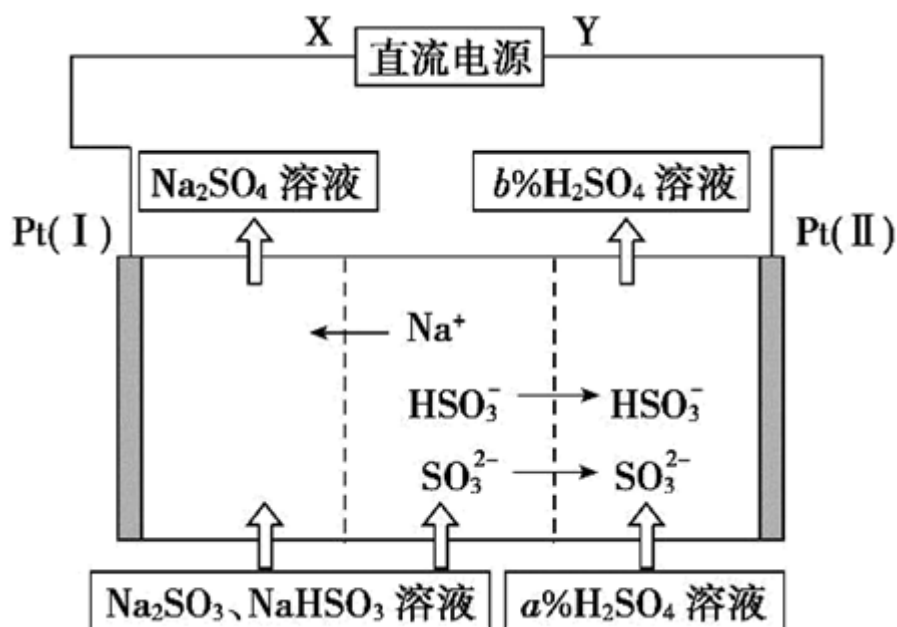 X 直流电源 Y
Na₂SO₄ 溶液 b%H₂SO₄ 溶液
Pt(Ⅰ) Pt(Ⅱ)
Na⁺
HSO₃⁻ HSO₃⁻
SO₃²⁻ SO₃²⁻
Na₂SO₃、NaHSO₃ 溶液 a%H₂SO₄ 溶液